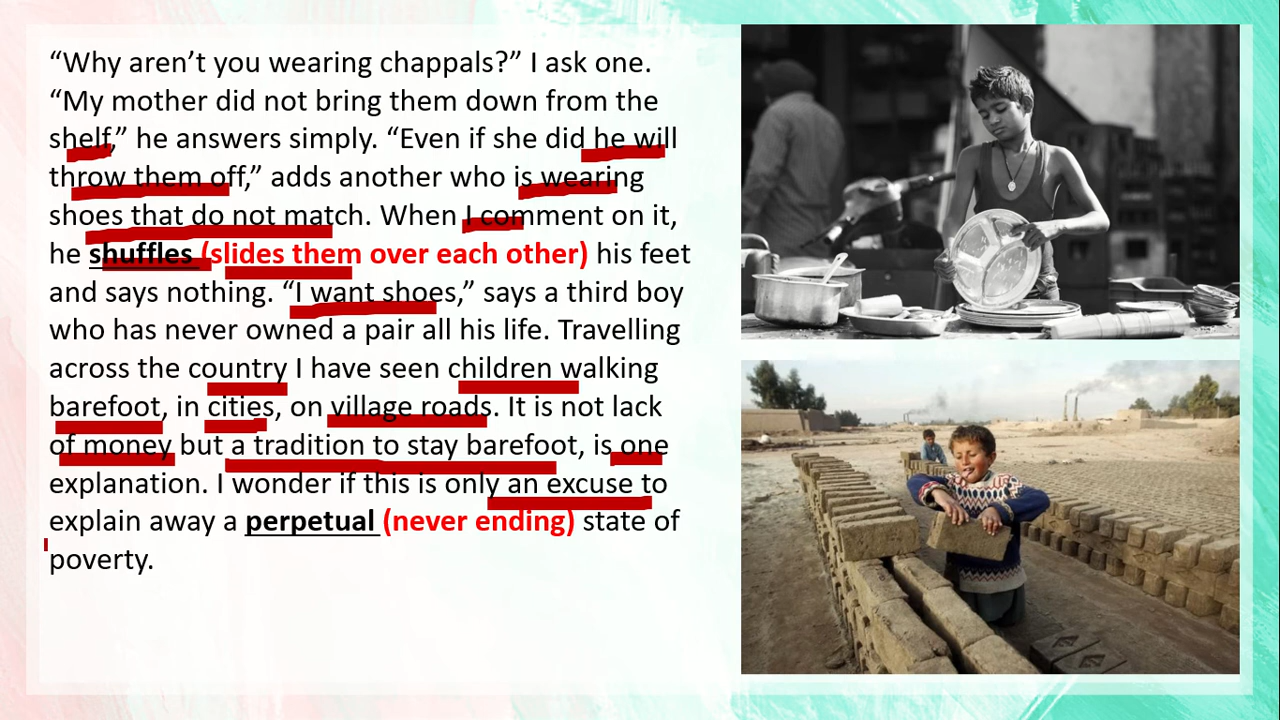 “Why aren’t you wearing chappals?” I ask one.
“My mother did not bring them down from the
shelf,” he answers simply. “Even if she did he will
throw them off,” adds another who is wearing
shoes that do not match. When I comment on it,
he shuffles (slides them over each other) his feet
and says nothing. “I want shoes,” says a third boy
who has never owned a pair all his life. Travelling
across the country I have seen children walking
barefoot, in cities, on village roads. It is not lack
of money but a tradition to stay barefoot, is one
explanation. I wonder if this is only an excuse to
explain away a perpetual (never ending) state of
poverty.